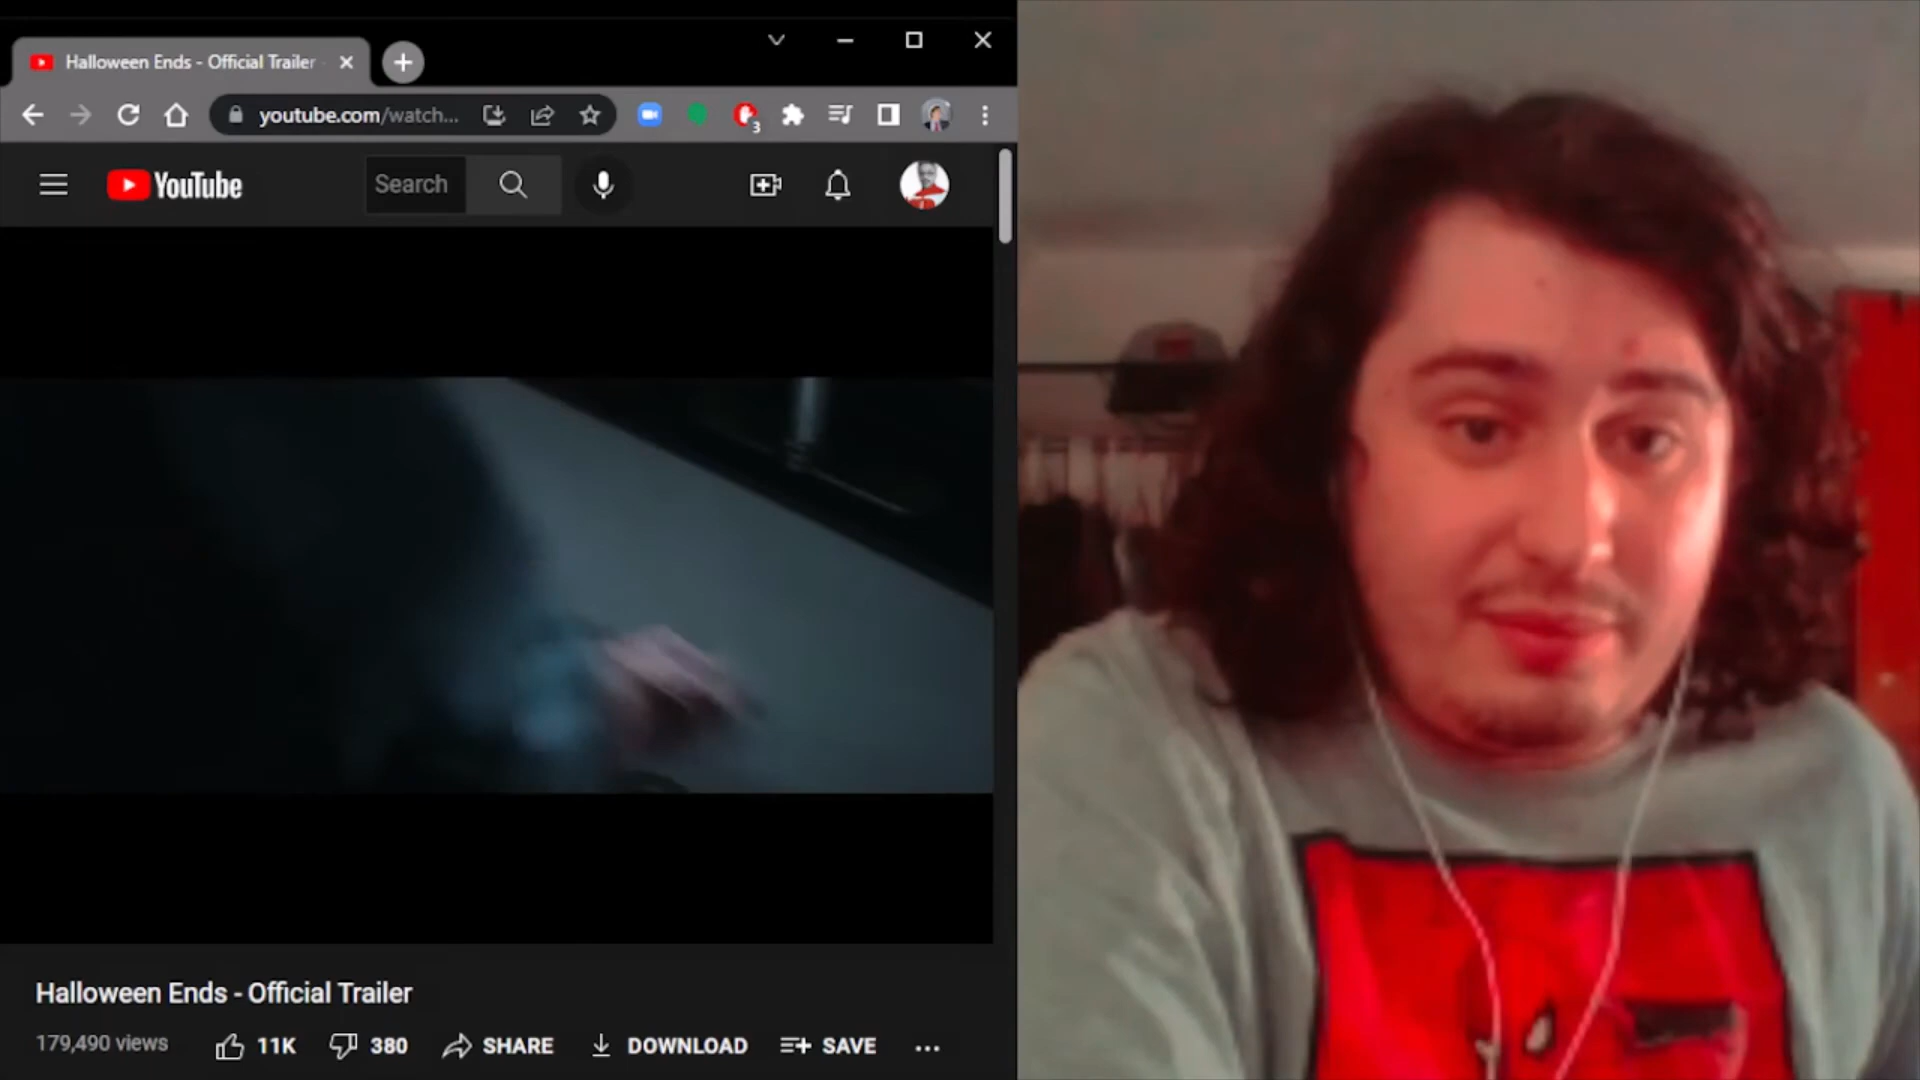 Halloween Ends - Official Trailer
youtube.com/watch...
3
YouTube
Search
Halloween Ends - Official Trailer
179,490 views
11K
380
SHARE
DOWNLOAD
SAVE